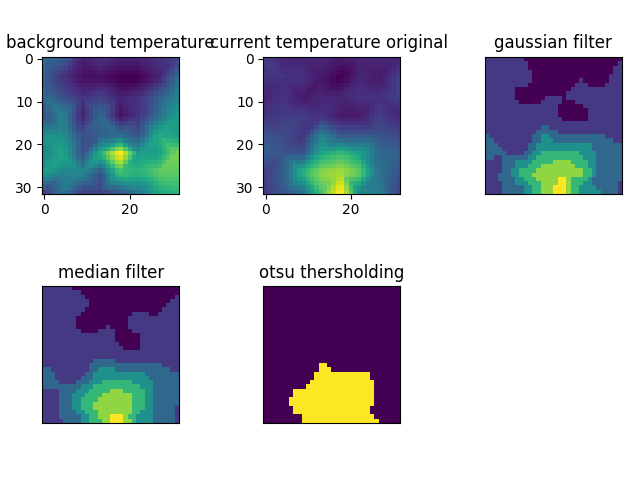 background temperature
current temperature original
gaussian filter
0
10
20
30
0
20
0
10
20
30
0
20
median filter
otsu thersholding